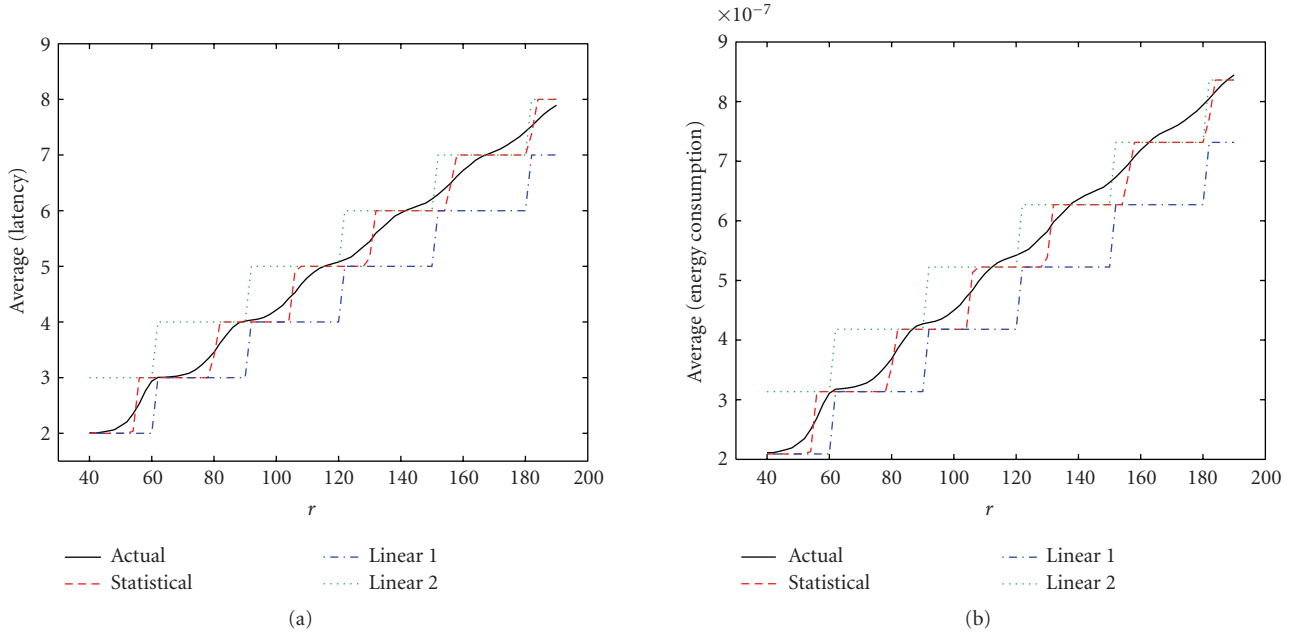 9
8
7
6
5
4
3
2
Average (latency)
40 60 80 100 120 140 160 180 200
r
Actual
Statistical
Linear 1
Linear 2
(a)
×10−7
9
8
7
6
5
4
3
2
Average (energy consumption)
40 60 80 100 120 140 160 180 200
r
Actual
Statistical
Linear 1
Linear 2
(b)